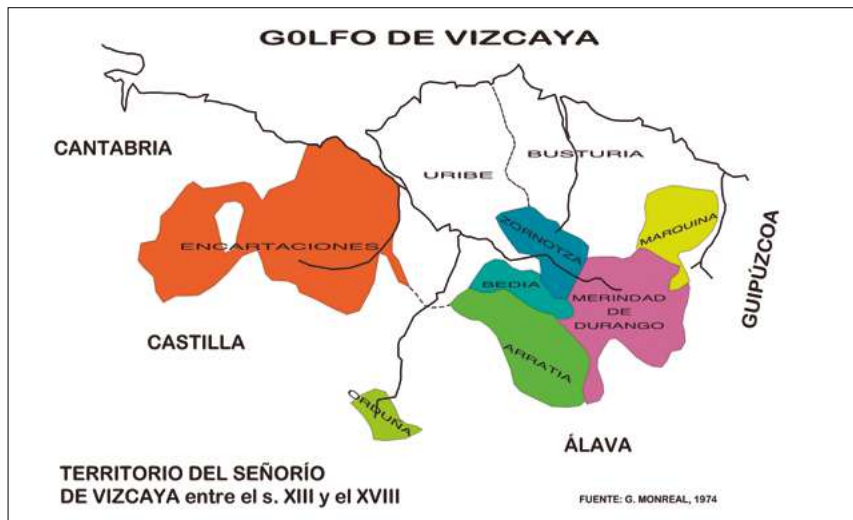 G0LFO DE VIZCAYA
CANTABRIA
BUSTURIA
URIBE
ZORNOTZA
MARQUINA
ENCARTACIONES
GUIPÚZCOA
BEDIA
MERINDAD
DE
DURANGO
CASTILLA
ARRATIA
ORDUÑA
ÁLAVA
TERRITORIO DEL SEÑORÍO
DE VIZCAYA entre el s. XIII y el XVIII
FUENTE: G. MONREAL, 1974